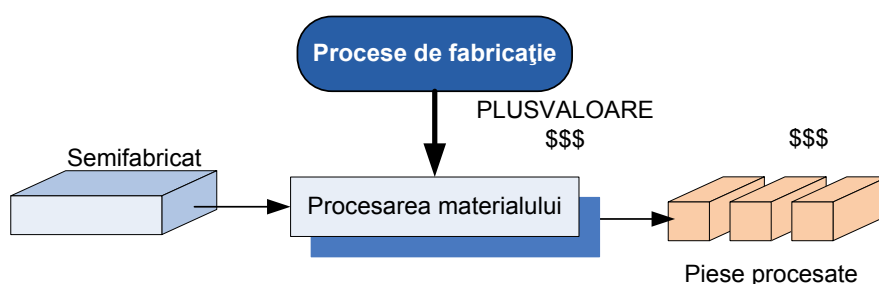 Procese de fabricaţie
PLUSVALOARE
$$$
$$$
Semifabricat
Procesarea materialului
Piese procesate